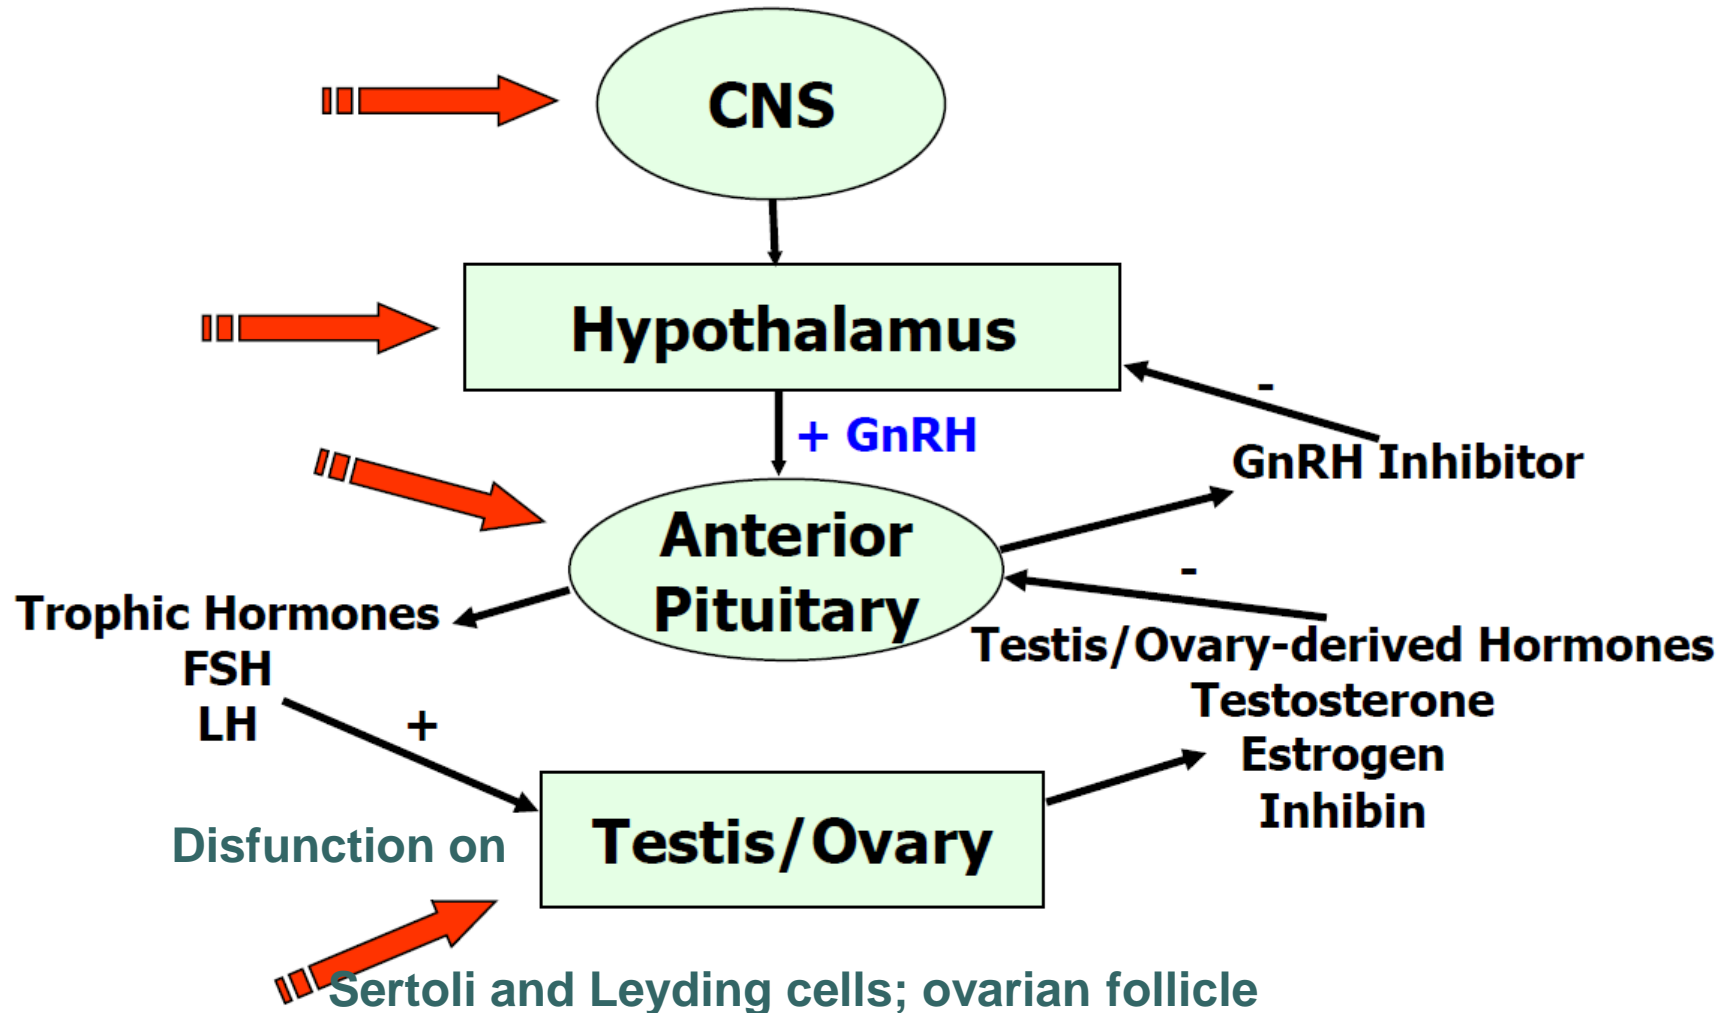 CNS
Hypothalamus
-
+ GnRH
GnRH Inhibitor
Anterior
Pituitary
-
Trophic Hormones
FSH
LH
+
Testis/Ovary-derived Hormones
Testosterone
Estrogen
Inhibin
Disfunction on
Testis/Ovary
Sertoli and Leyding cells; ovarian follicle